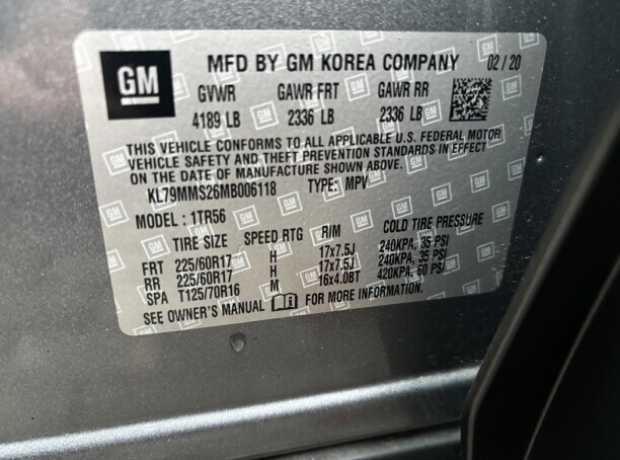 GM
MFD BY GM KOREA COMPANY 02/20
GVWR GAWR FRT GAWR RR
4189 LB 2336 LB 2336 LB
THIS VEHICLE CONFORMS TO ALL APPLICABLE U.S. FEDERAL MOTOR
VEHICLE SAFETY AND THEFT PREVENTION STANDARDS IN EFFECT
ON THE DATE OF MANUFACTURE SHOWN ABOVE.
KL79MMS26MB006118 TYPE: MPV
MODEL : 1TR56
TIRE SIZE SPEED RTG RIM COLD TIRE PRESSURE
FRT 225/60R17 H 17x7.5J 240KPA, 35 PSI
RR 225/60R17 H 17x7.5J 240KPA, 35 PSI
SPA T125/70R16 M 16x4.0BT 420KPA, 60 PSI
SEE OWNER'S MANUAL FOR MORE INFORMATION.